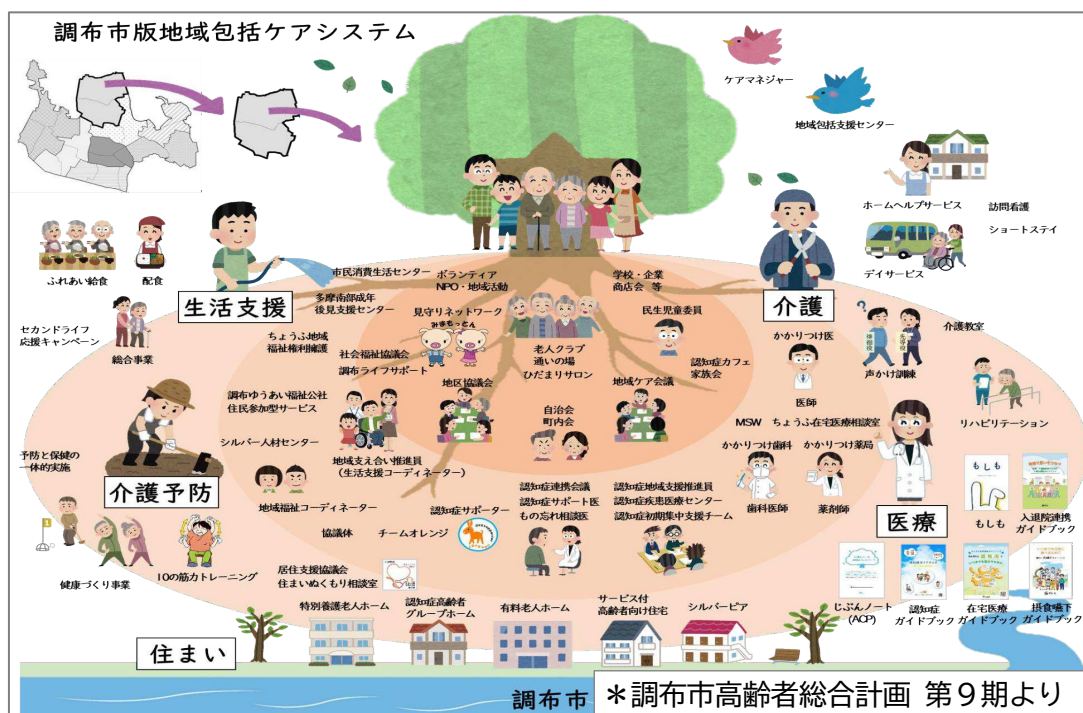 調布市版地域包括ケアシステム
ケアマネジャー
地域包括支援センター
ホームヘルプサービス
訪問看護
ショートステイ
デイサービス
ふれあい給食
配食
生活支援
市民消費生活センター
ボランティア
NPO・地域活動
学校・企業
商店会 等
介護
多摩南部成年
後見支援センター
見守りネットワーク
みまもっとん
民生児童委員
セカンドライフ
応援キャンペーン
総合事業
ちょうふ地域
福祉権利擁護
社会福祉協議会
調布ライフサポート
老人クラブ
通いの場
ひだまりサロン
認知症カフェ
家族会
かかりつけ医
医師
声かけ訓練
介護教室
調布ゆうあい福祉公社
住民参加型サービス
地区協議会
地域ケア会議
自治会
町内会
MSW
ちょうふ在宅医療相談室
リハビリテーション
シルバー人材センター
かかりつけ歯科
かかりつけ薬局
予防と保健の
一体的実施
介護予防
地域支え合い推進員
(生活支援コーディネーター)
歯科医師
薬剤師
医療
もしも
もしも
入退院連携
ガイドブック
地域福祉コーディネーター
認知症サポーター
認知症連携会議
認知症サポート医
もの忘れ相談医
認知症地域支援推進員
認知症疾患医療センター
認知症初期集中支援チーム
協議体
チームオレンジ
健康づくり事業
10の筋力トレーニング
居住支援協議会
住まいぬくもり相談室
じぶんノート
(ACP)
認知症
ガイドブック
在宅医療
ガイドブック
摂食嚥下
ガイドブック
特別養護老人ホーム
認知症高齢者
グループホーム
有料老人ホーム
サービス付
高齢者向け住宅
シルバーピア
住まい
調布市
*調布市高齢者総合計画 第9期より